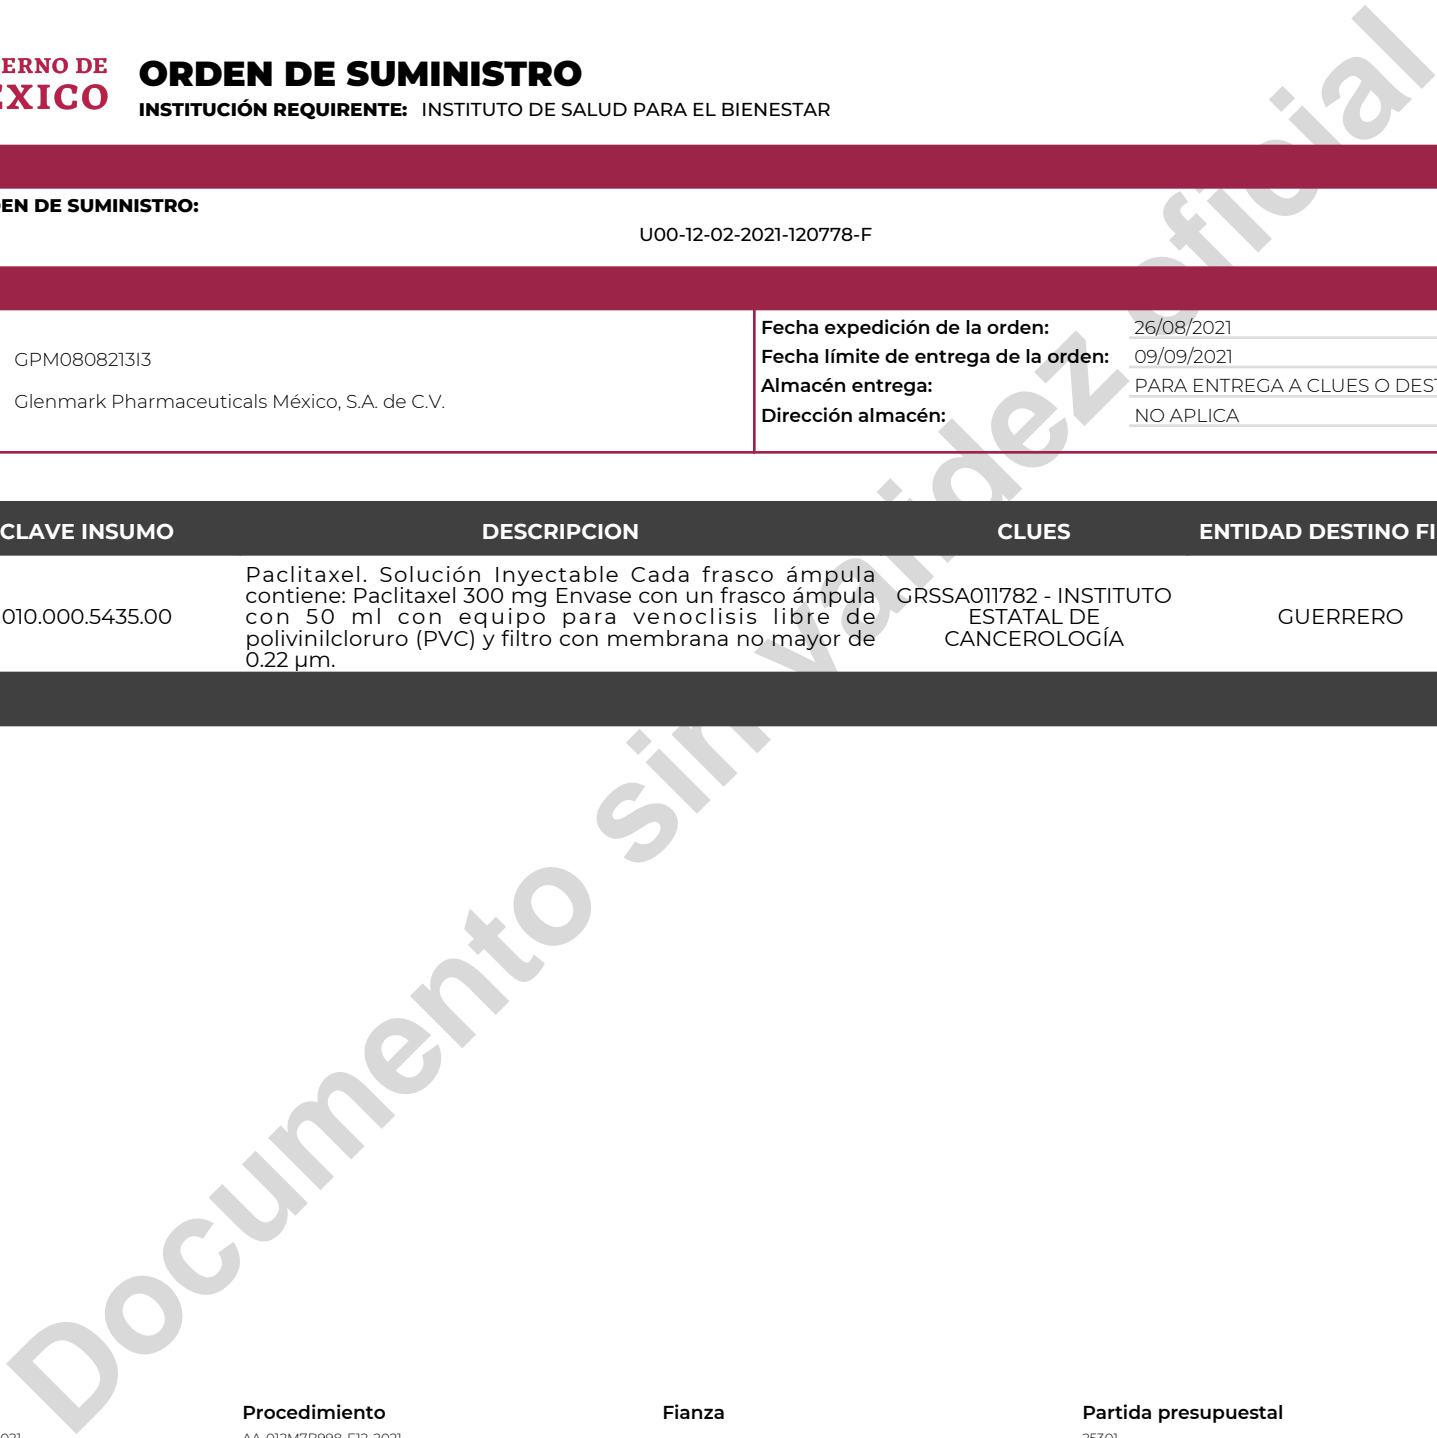 ERNO DE
ÉXICO
ORDEN DE SUMINISTRO
INSTITUCIÓN REQUIRENTE: INSTITUTO DE SALUD PARA EL BIENESTAR
EN DE SUMINISTRO:
U00-12-02-2021-120778-F
GPM0808213I3
Glenmark Pharmaceuticals México, S.A. de C.V.
Fecha expedición de la orden: 26/08/2021
Fecha límite de entrega de la orden: 09/09/2021
Almacén entrega: PARA ENTREGA A CLUES O DEST
Dirección almacén: NO APLICA
CLAVE INSUMO DESCRIPCION CLUES ENTIDAD DESTINO FI
010.000.5435.00
Paclitaxel. Solución Inyectable Cada frasco ámpula
contiene: Paclitaxel 300 mg Envase con un frasco ámpula
con 50 ml con equipo para venoclisis libre de
polivinilcloruro (PVC) y filtro con membrana no mayor de
0.22 µm.
GRSSA011782 - INSTITUTO
ESTATAL DE
CANCEROLOGÍA
GUERRERO
Documento sin validez oficial
Procedimiento Fianza Partida presupuestal